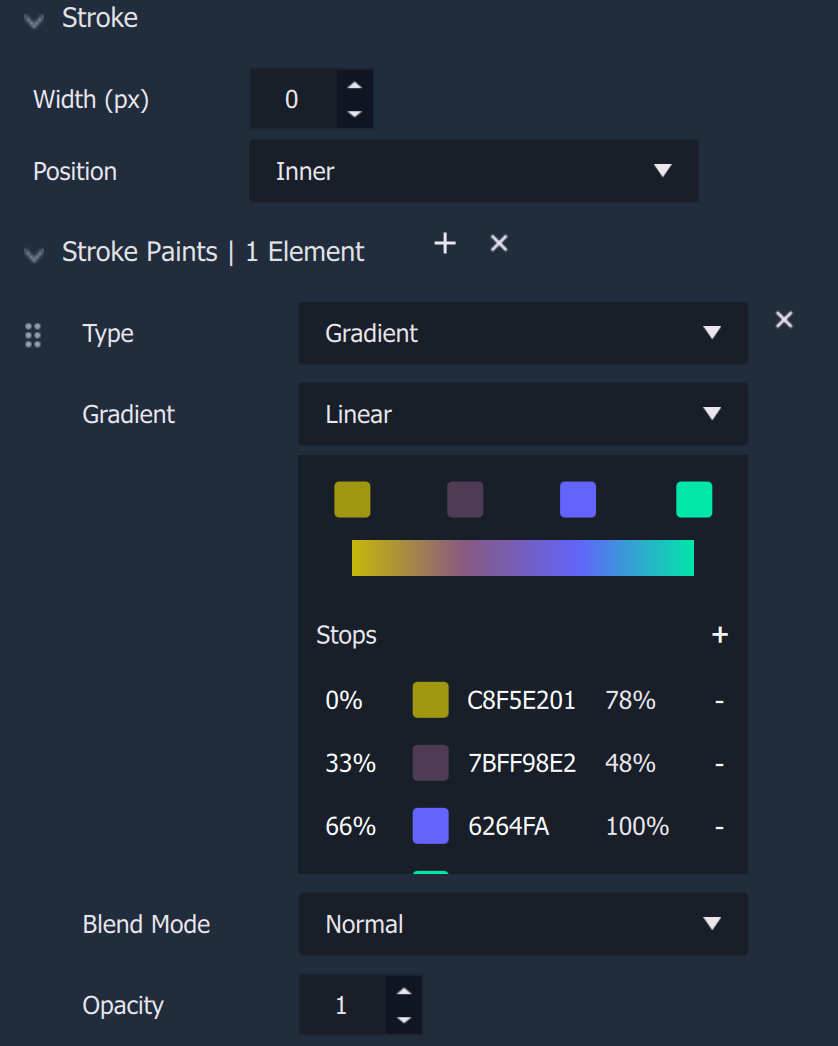 Stroke
Width (px) 0
Position Inner
Stroke Paints | 1 Element + ×
Type Gradient ×
Gradient Linear
Stops +
0% C8F5E201 78% -
33% 7BFF98E2 48% -
66% 6264FA 100% -
Blend Mode Normal
Opacity 1